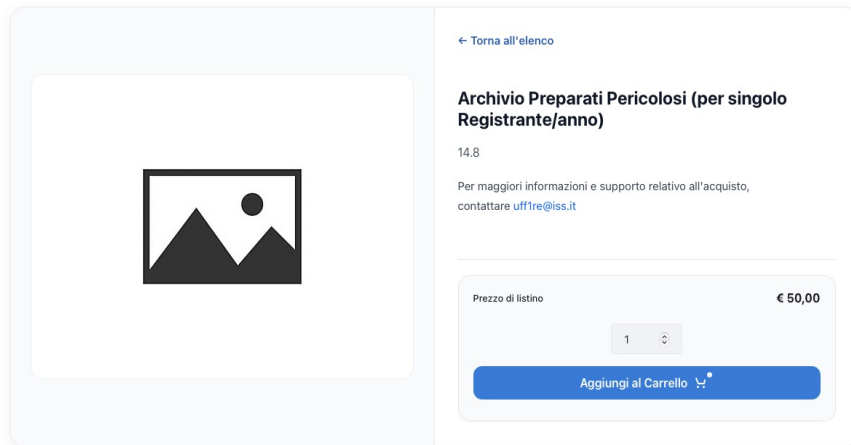 ← Torna all'elenco
Archivio Preparati Pericolosi (per singolo
Registrante/anno)
14.8
Per maggiori informazioni e supporto relativo all'acquisto,
contattare uff1re@iss.it
Prezzo di listino
€ 50,00
1
Aggiungi al Carrello